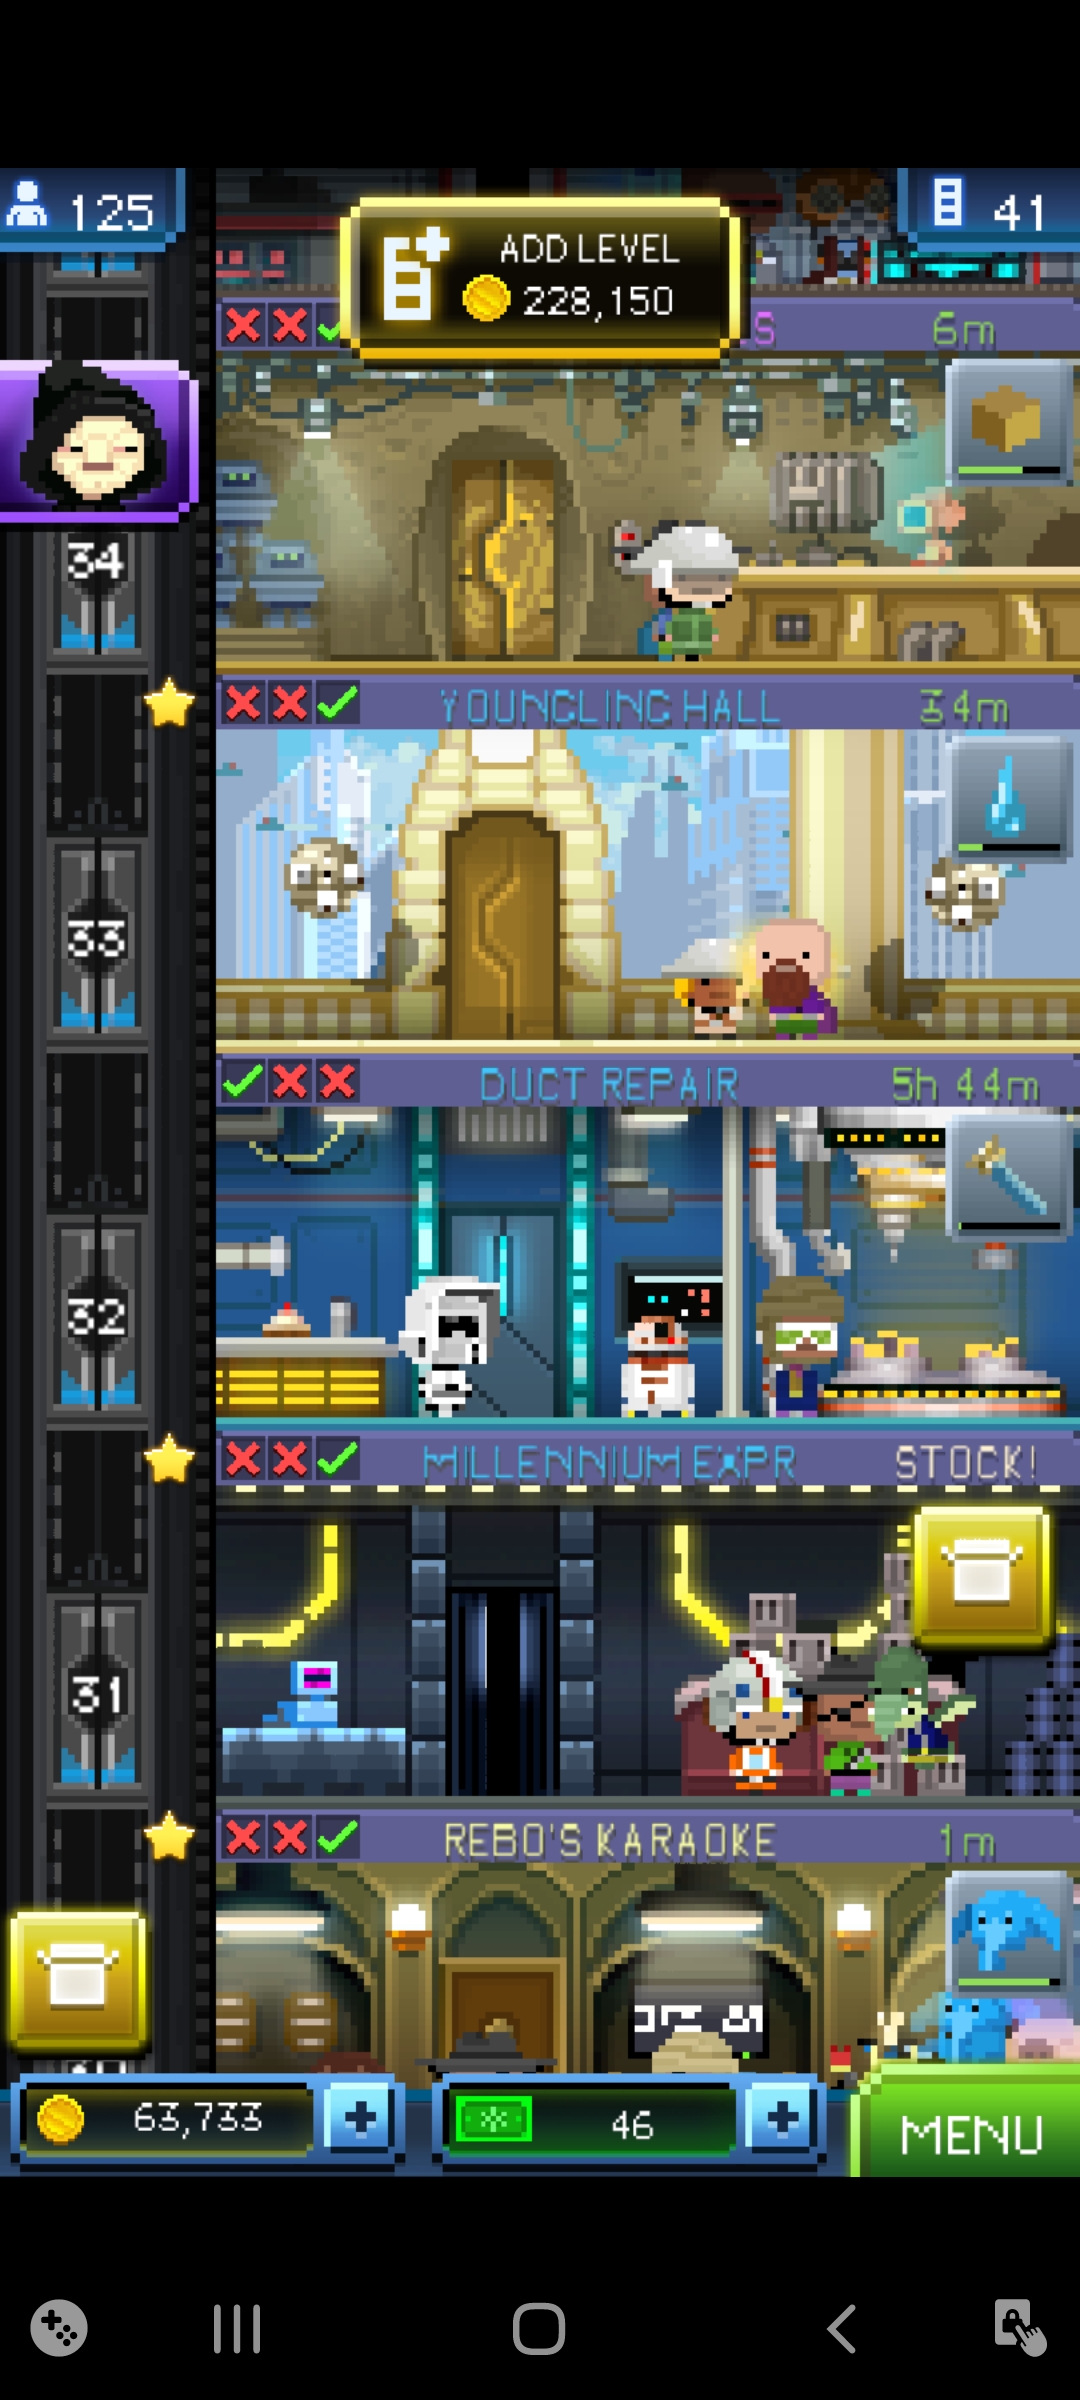 125
ADD LEVEL
228,150
41
S
6m
34
YOUNGLING HALL
34m
33
DUCT REPAIR
5h 44m
32
MILLENNIUM EXPR
STOCK!
31
REBO'S KARAOKE
1m
63,733
46
MENU